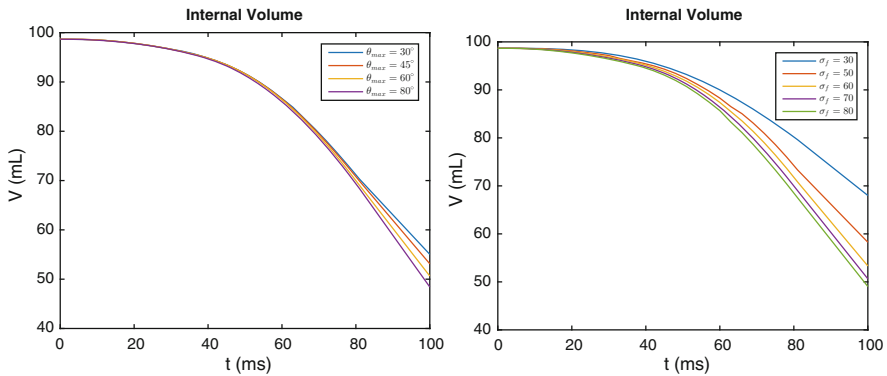 Internal Volume
100
90
80
70
60
50
40
V (mL)
0
20
40
60
80
100
t (ms)
θmax = 30°
θmax = 45°
θmax = 60°
θmax = 80°
Internal Volume
100
90
80
70
60
50
40
V (mL)
0
20
40
60
80
100
t (ms)
σf = 30
σf = 50
σf = 60
σf = 70
σf = 80